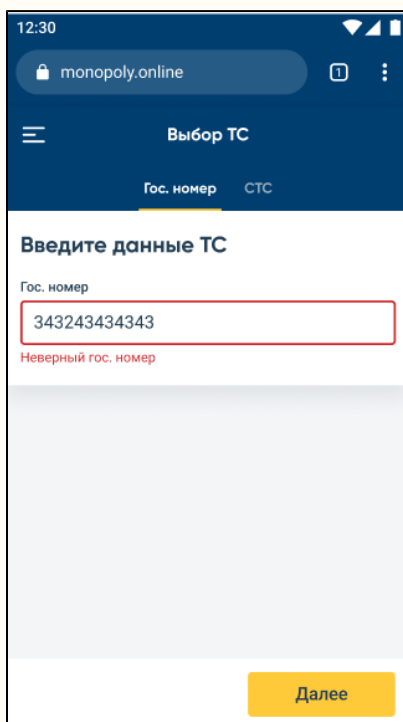 12:30
monopoly.online
1
Выбор ТС
Гос. номер СТС
Введите данные ТС
Гос. номер
343243434343
Неверный гос. номер
Далее